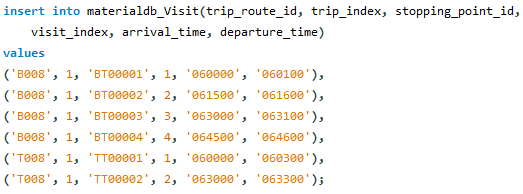 insert into materialdb_Visit(trip_route_id, trip_index, stopping_point_id,
visit_index, arrival_time, departure_time)
values
('B008', 1, 'BT00001', 1, '060000', '060100'),
('B008', 1, 'BT00002', 2, '061500', '061600'),
('B008', 1, 'BT00003', 3, '063000', '063100'),
('B008', 1, 'BT00004', 4, '064500', '064600'),
('T008', 1, 'TT00001', 1, '060000', '060300'),
('T008', 1, 'TT00002', 2, '063000', '063300');